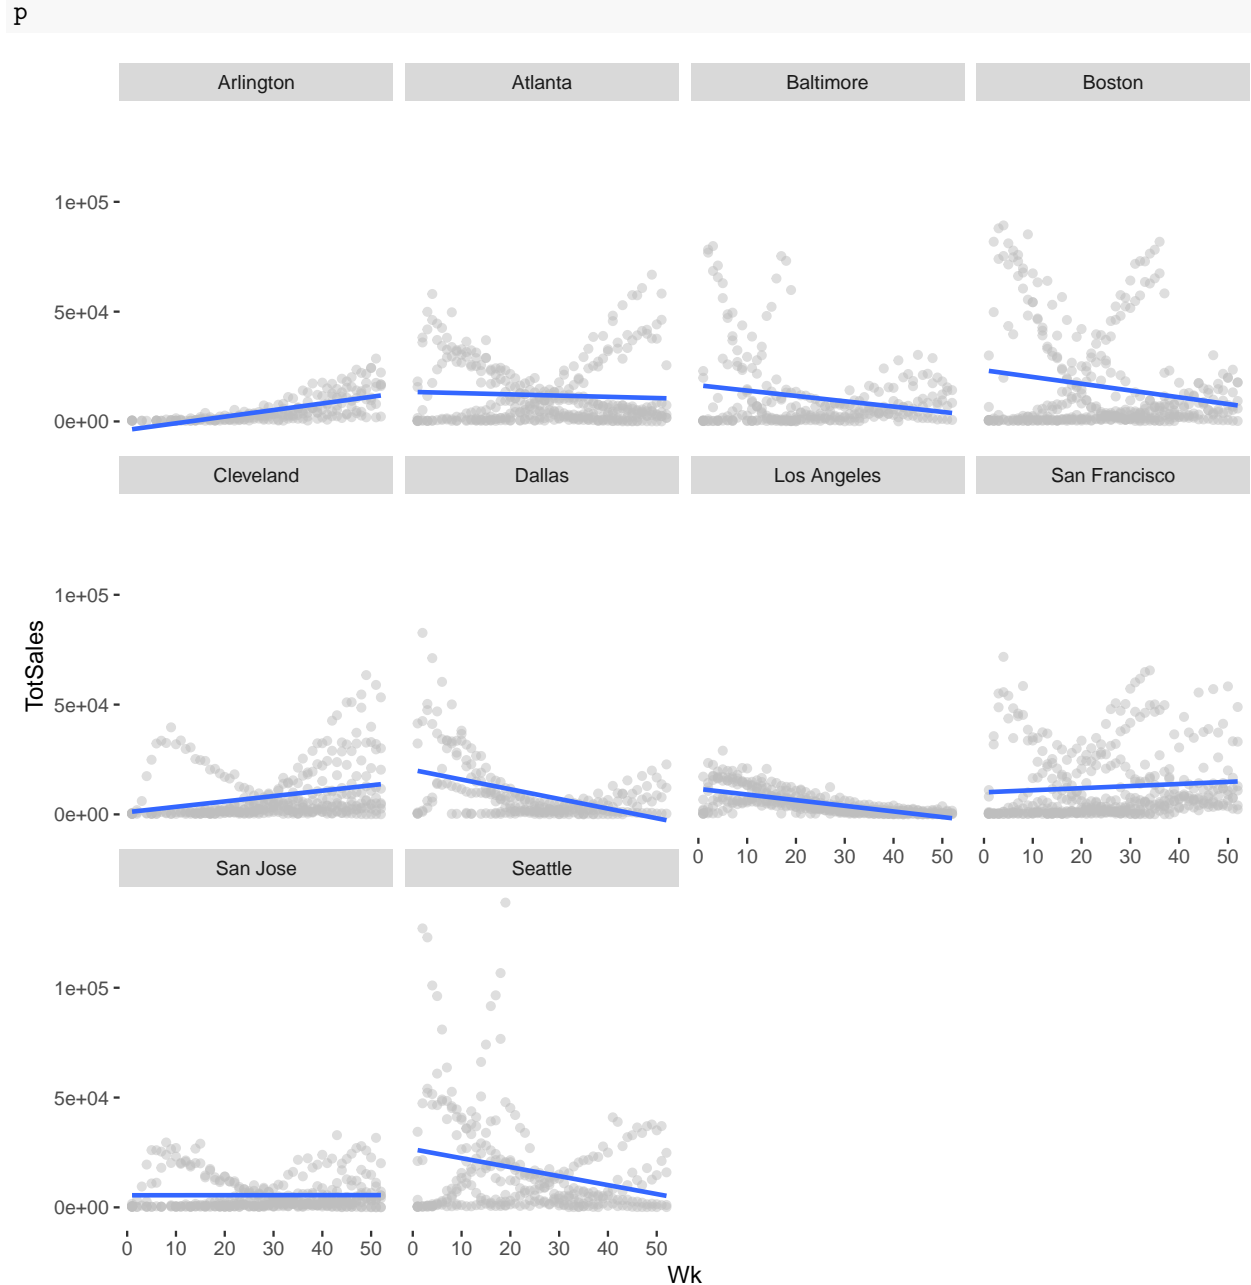 p
Arlington Atlanta Baltimore Boston
1e+05
5e+04
0e+00
Cleveland Dallas Los Angeles San Francisco
1e+05
5e+04
0e+00
TotSales
0 10 20 30 40 50 0 10 20 30 40 50
San Jose Seattle
1e+05
5e+04
0e+00
0 10 20 30 40 50 0 10 20 30 40 50
Wk